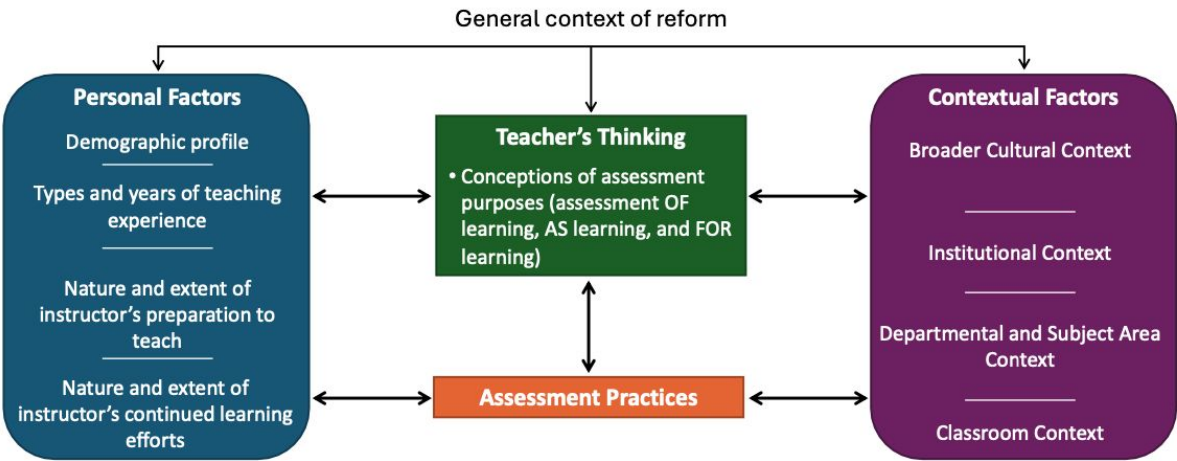 General context of reform
Personal Factors
Demographic profile
Types and years of teaching
experience
Nature and extent of
instructor's preparation to
teach
Nature and extent of
instructor's continued learning
efforts
Teacher's Thinking
• Conceptions of assessment
purposes (assessment OF
learning, AS learning, and FOR
learning)
Assessment Practices
Contextual Factors
Broader Cultural Context
Institutional Context
Departmental and Subject Area
Context
Classroom Context